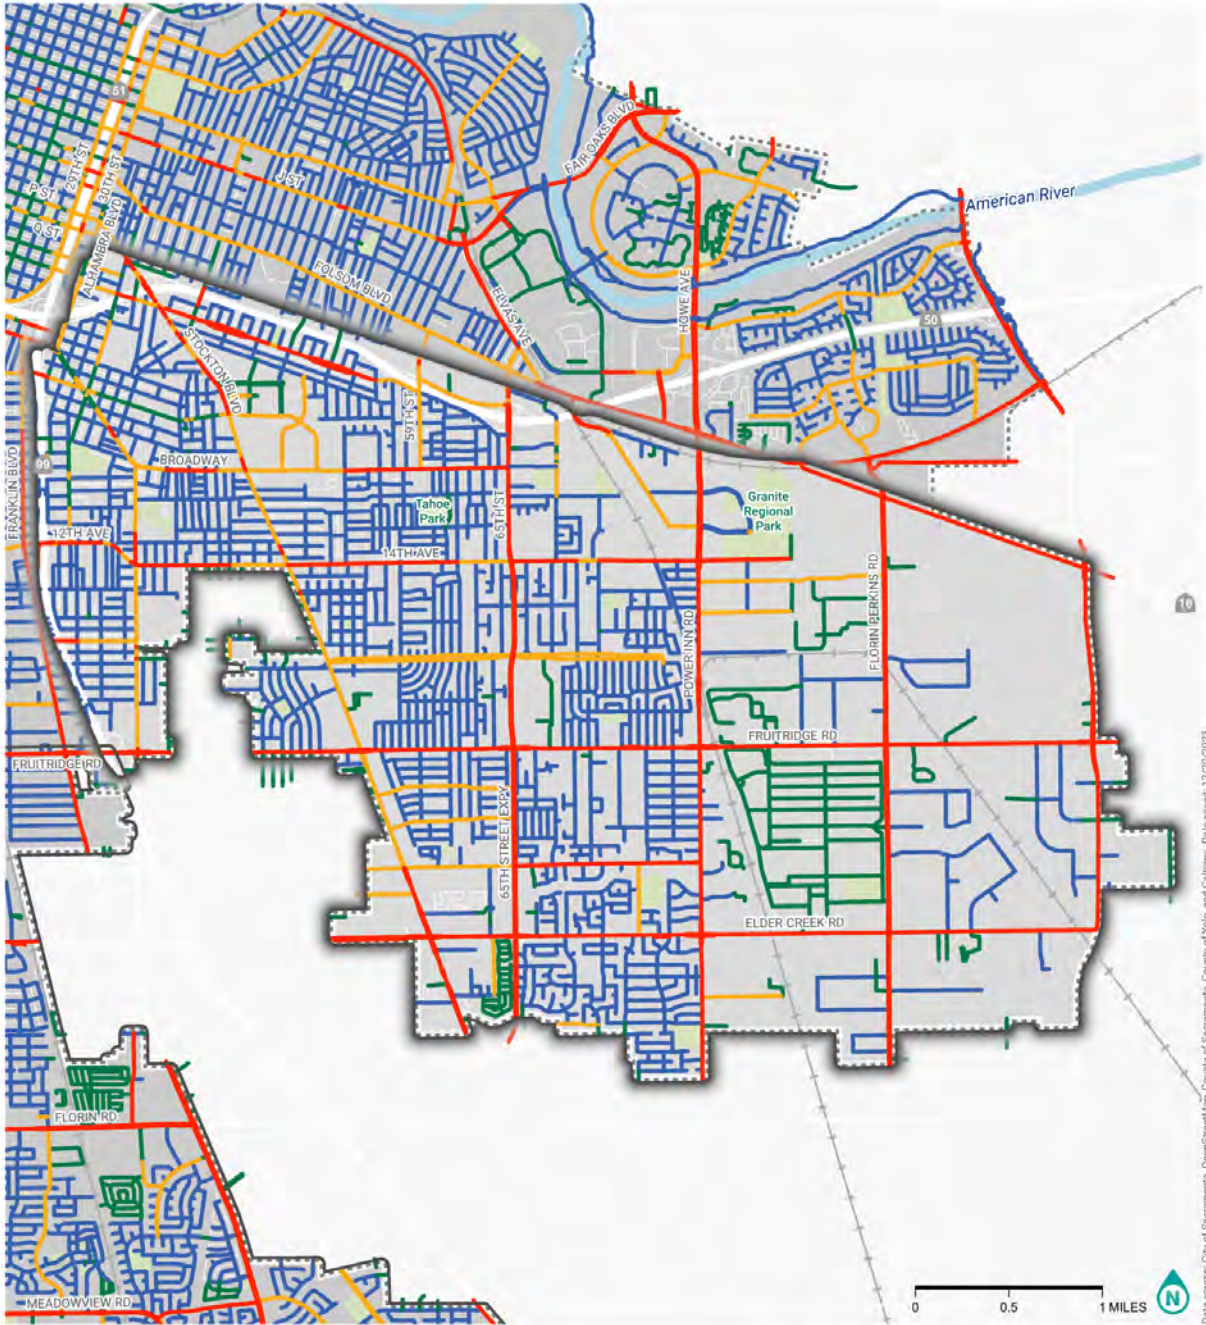 51
29TH ST
30TH ST
P ST
Q ST
ALHAMBRA BLVD
J ST
FAIR OAKS BLVD
American River
FOLSOM BLVD
ELVAS AVE
HOWE AVE
50
STOCKTON BLVD
59TH ST
FRANKLIN BLVD
99
BROADWAY
Tahoe
Park
65TH ST
Granite
Regional
Park
12TH AVE
14TH AVE
FLORIN PERKINS RD
POWER INN RD
16
FRUITRIDGE RD
FRUITRIDGE RD
65TH STREET EXPY
ELDER CREEK RD
FLORIN RD
MEADOWVIEW RD
0 0.5 1 MILES
N